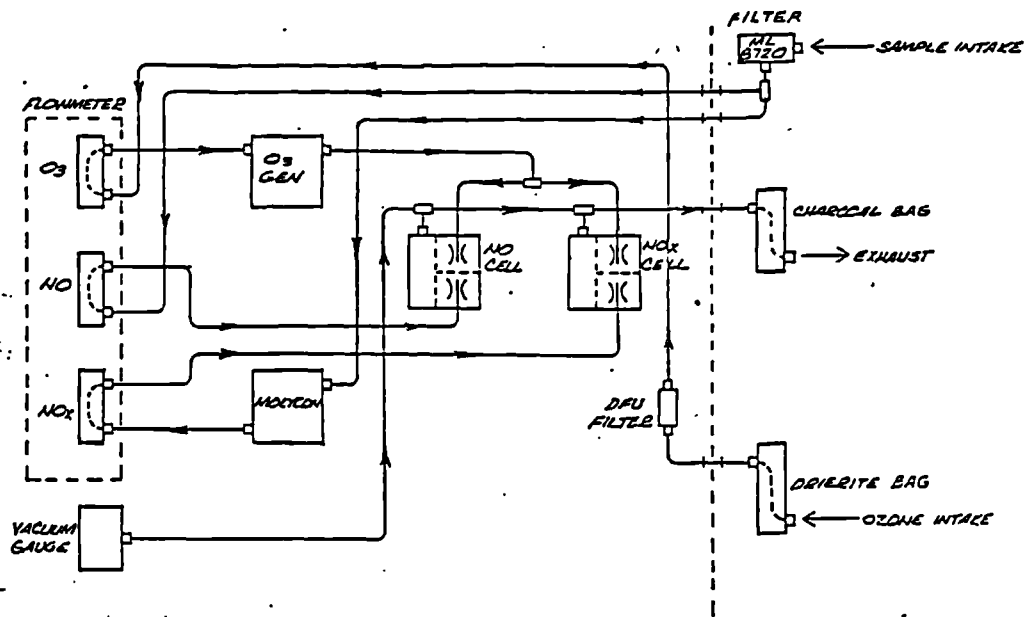 FILTER
ML
8720
SAMPLE INTAKE
FLOWMETER
O3
O3
GEN
NO
CELL
NOX
CELL
CHARCOAL BAG
EXHAUST
NO
NOX
MOLYCON
DFU
FILTER
DRIERITE BAG
OZONE INTAKE
VACUUM
GAUGE